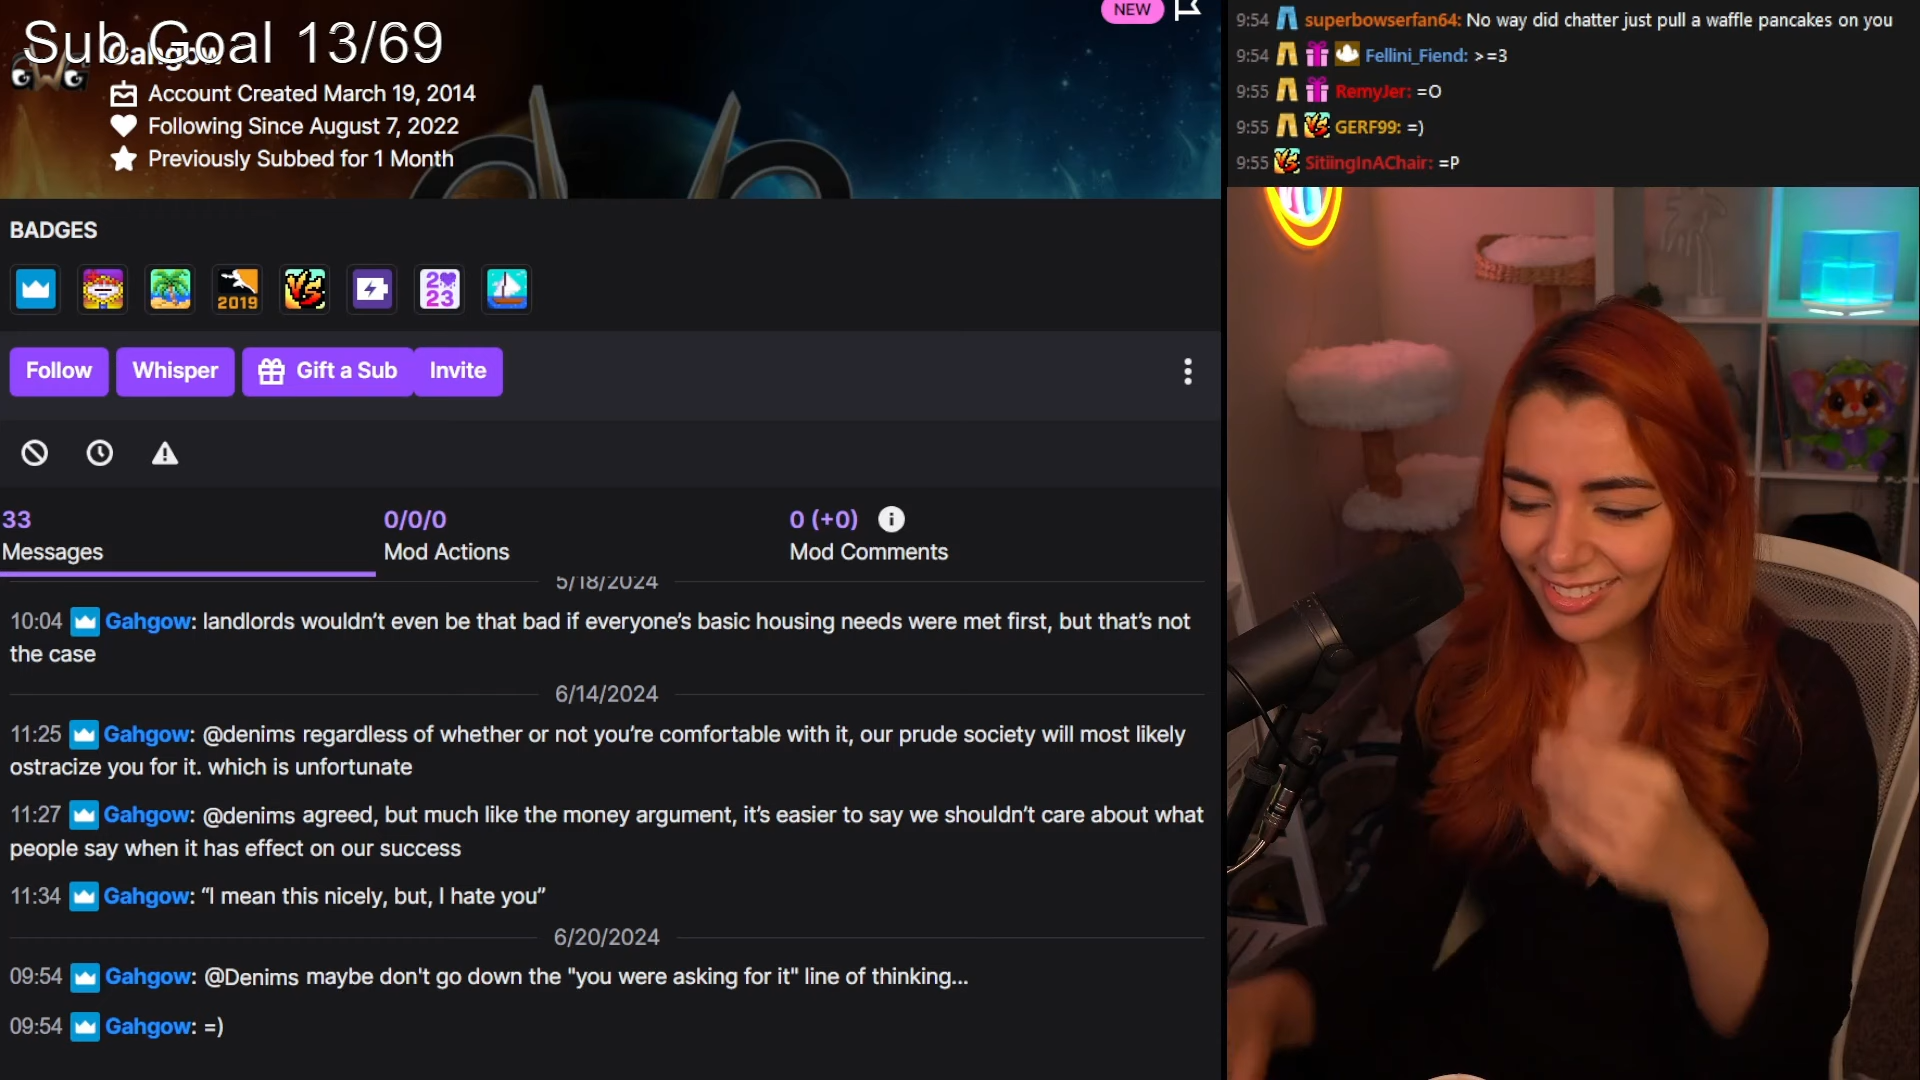 Sub Goal 13/69
Gahgow
NEW
Account Created March 19, 2014
Following Since August 7, 2022
Previously Subbed for 1 Month
BADGES
2019
VS
2 23
Follow
Whisper
Gift a Sub
Invite
33
Messages
0/0/0
Mod Actions
0 (+0)
Mod Comments
5/18/2024
10:04 Gahgow: landlords wouldn’t even be that bad if everyone’s basic housing needs were met first, but that’s not
the case
6/14/2024
11:25 Gahgow: @denims regardless of whether or not you’re comfortable with it, our prude society will most likely
ostracize you for it. which is unfortunate
11:27 Gahgow: @denims agreed, but much like the money argument, it’s easier to say we shouldn’t care about what
people say when it has effect on our success
11:34 Gahgow: “I mean this nicely, but, I hate you”
6/20/2024
09:54 Gahgow: @Denims maybe don't go down the "you were asking for it" line of thinking...
09:54 Gahgow: =)
9:54 superbowserfan64: No way did chatter just pull a waffle pancakes on you
9:54 Fellini_Fiend: >=3
9:55 RemyJer: =O
9:55 GERF99: =)
9:55 SitiingInAChair: =P